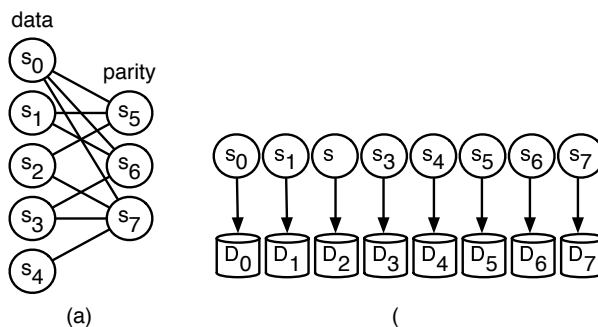 data
parity
s0
s1
s2
s3
s4
s5
s6
s7
s0 s1 s s3 s4 s5 s6 s7
D0 D1 D2 D3 D4 D5 D6 D7
(a) (